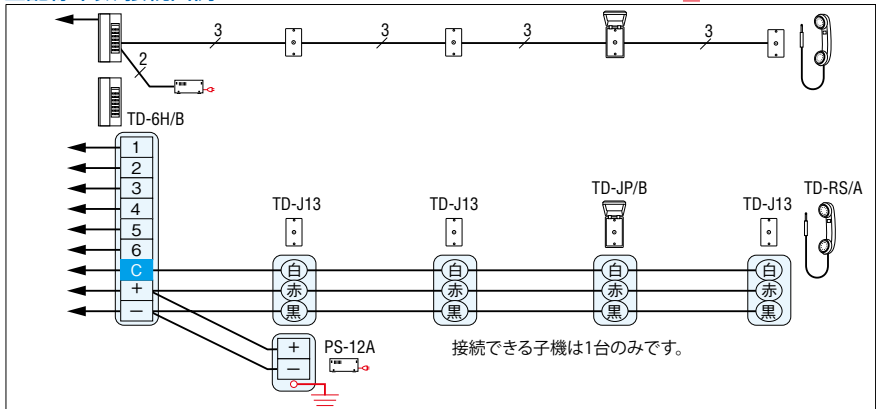 3
3
3
3
2
TD-6H/B
1
2
3
4
5
6
C
+
−
TD-J13
TD-J13
TD-JP/B
TD-J13
TD-RS/A
白
白
白
白
赤
赤
赤
赤
黒
黒
黒
黒
+
−
PS-12A
接続できる子機は1台のみです。